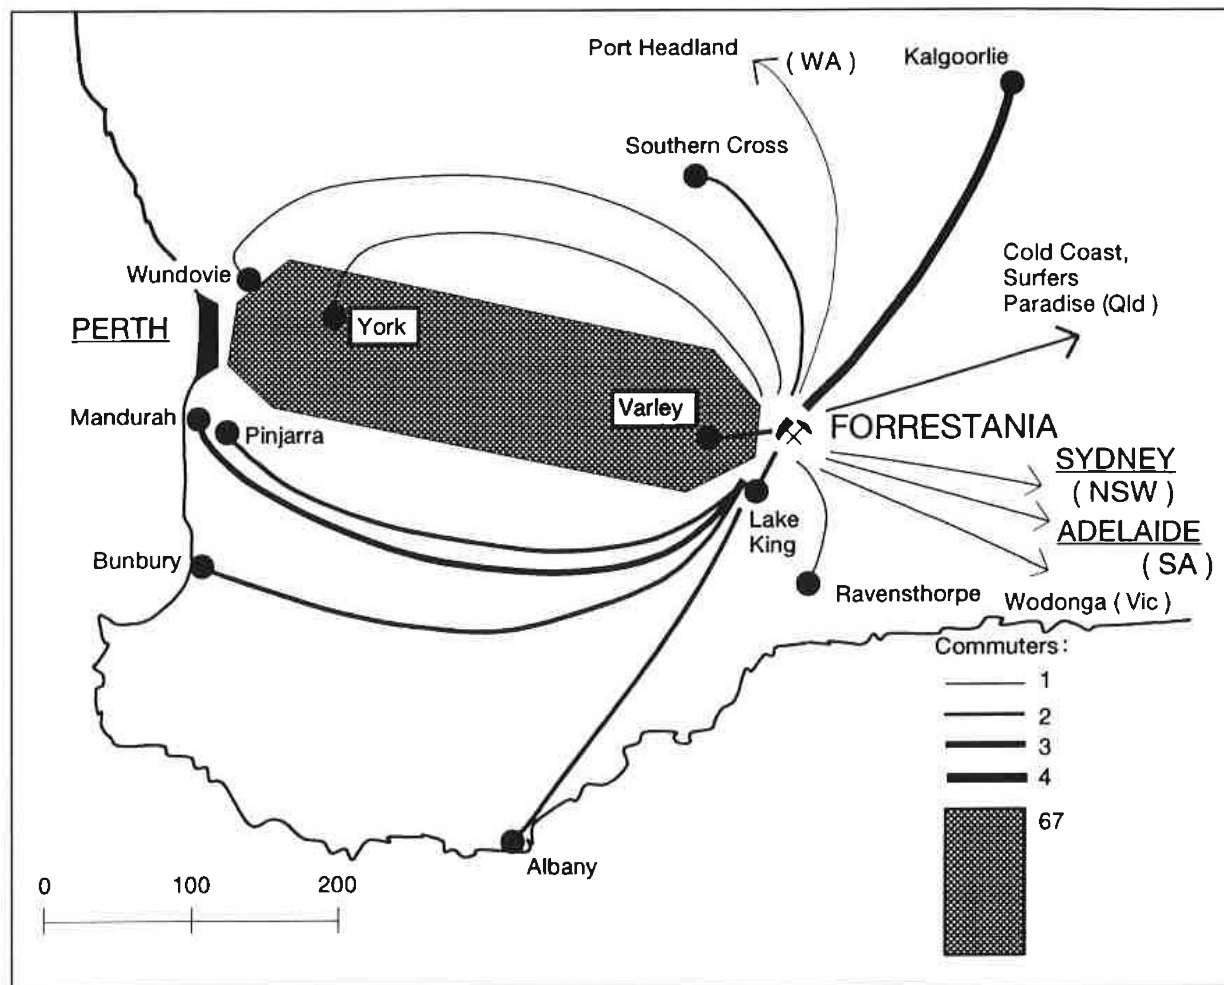 Port Headland
( WA )
Kalgoorlie
Southern Cross
Cold Coast,
Surfers
Paradise (Qld )
Wundovie
PERTH
York
Varley
Mandurah
Pinjarra
FORRESTANIA
SYDNEY
( NSW )
ADELAIDE
( SA )
Lake
King
Bunbury
Ravensthorpe
Wodonga ( Vic )
Commuters :
1
2
3
4
67
Albany
0 100 200